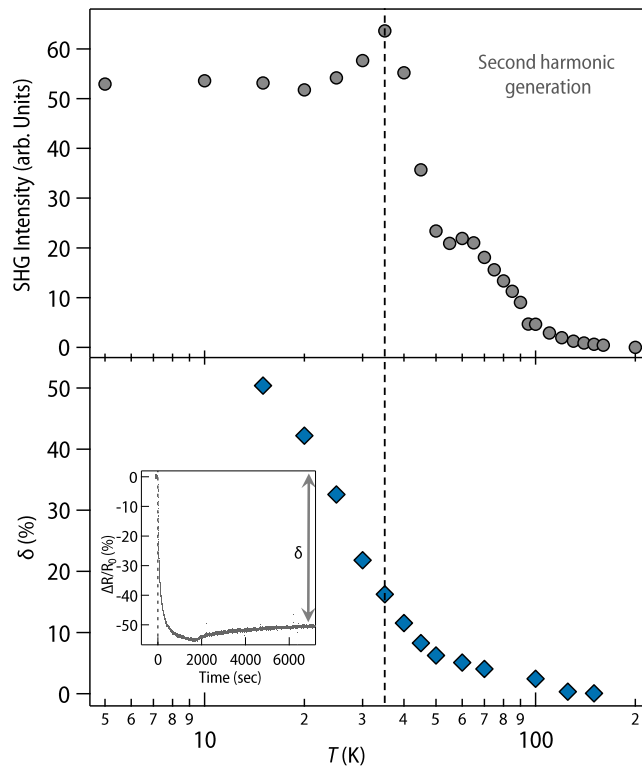 60
50
40
30
20
10
0
SHG Intensity (arb. Units)
Second harmonic
generation
50
40
30
20
10
0
δ (%)
0
-10
-20
-30
-40
-50
ΔR/R0 (%)
δ
0 2000 4000 6000
Time (sec)
5 6 7 8 9 2 3 4 5 6 7 8 9 2
10 100
T (K)